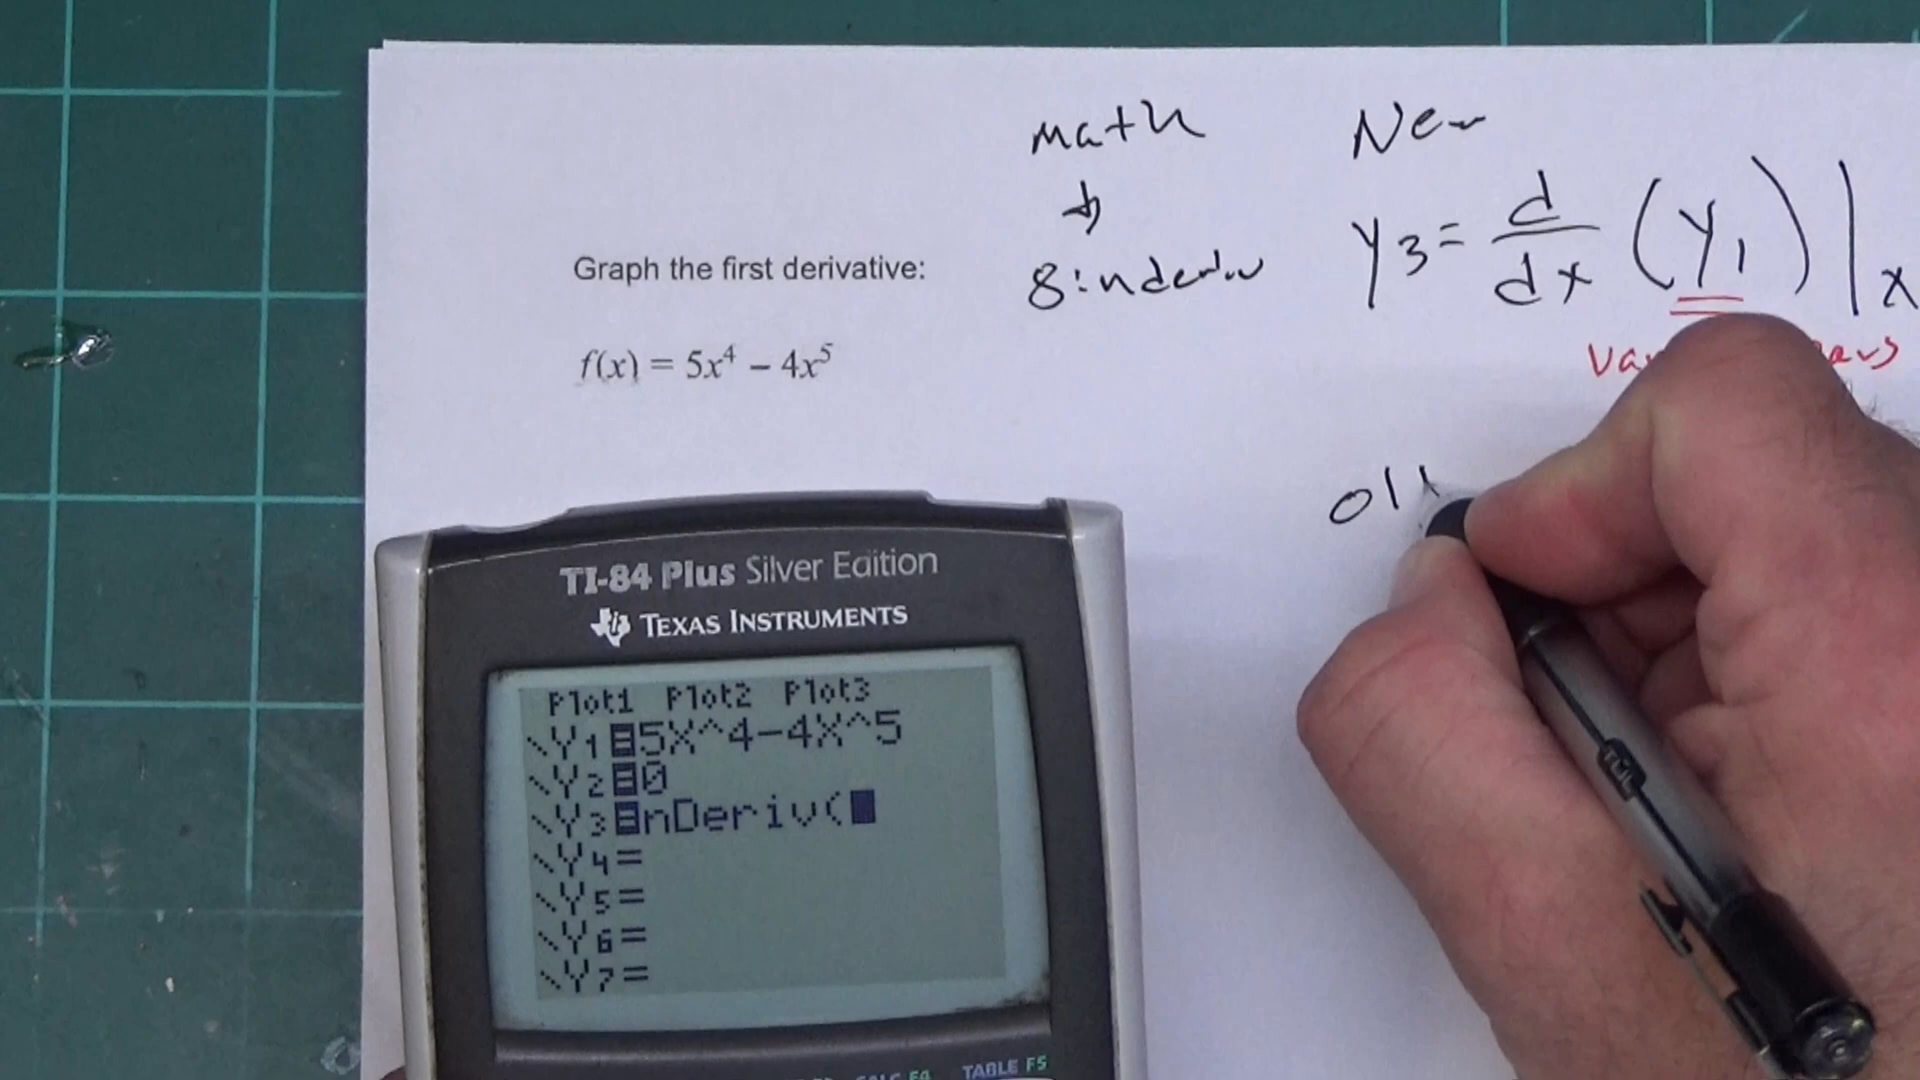 math
↓
8:nderiv
New
y3 = d/dx (y1)|x
Graph the first derivative:
f(x) = 5x⁴ – 4x⁵
TI-84 Plus Silver Edition
TEXAS INSTRUMENTS
Plot1 Plot2 Plot3
\Y1=5X^4-4X^5
\Y2=0
\Y3=nDeriv(
\Y4=
\Y5=
\Y6=
\Y7=
CALC F4 TABLE F5